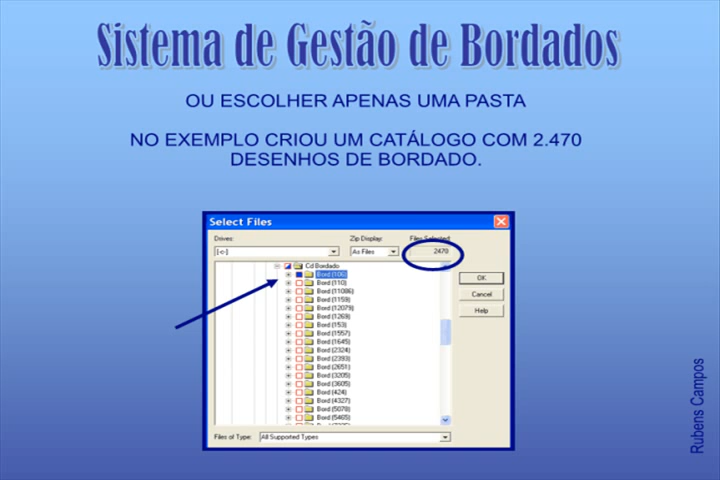 Sistema de Gestão de Bordados
OU ESCOLHER APENAS UMA PASTA
NO EXEMPLO CRIOU UM CATÁLOGO COM 2.470
DESENHOS DE BORDADO.
Select Files
Drives:
Zip Display:
Files Selected:
[-c-]
As Files
2470
Cd Bordado
Bord (106)
Bord (110)
Bord (11086)
Bord (1159)
Bord (12079)
Bord (1269)
Bord (153)
Bord (1557)
Bord (1645)
Bord (2324)
Bord (2393)
Bord (2651)
Bord (3205)
Bord (3605)
Bord (424)
Bord (4327)
Bord (5078)
Bord (5465)
OK
Cancel
Help
Files of Type:
All Supported Types
Rubens Campos